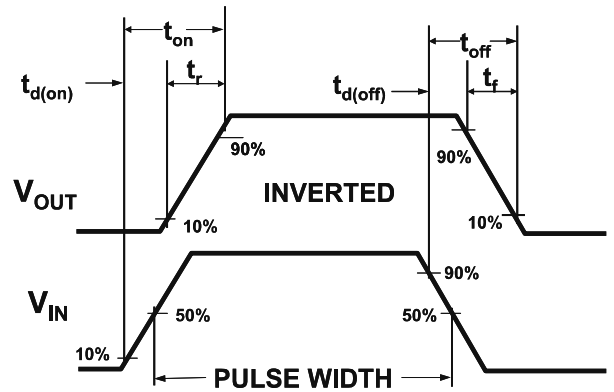 t_on
t_off
t_d(on)
t_r
t_d(off)
t_f
90%
90%
V_OUT
INVERTED
10%
10%
90%
V_IN
50%
50%
10%
PULSE WIDTH